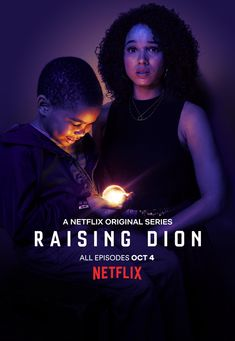 A NETFLIX ORIGINAL SERIES
RAISING DION
ALL EPISODES OCT 4
NETFLIX